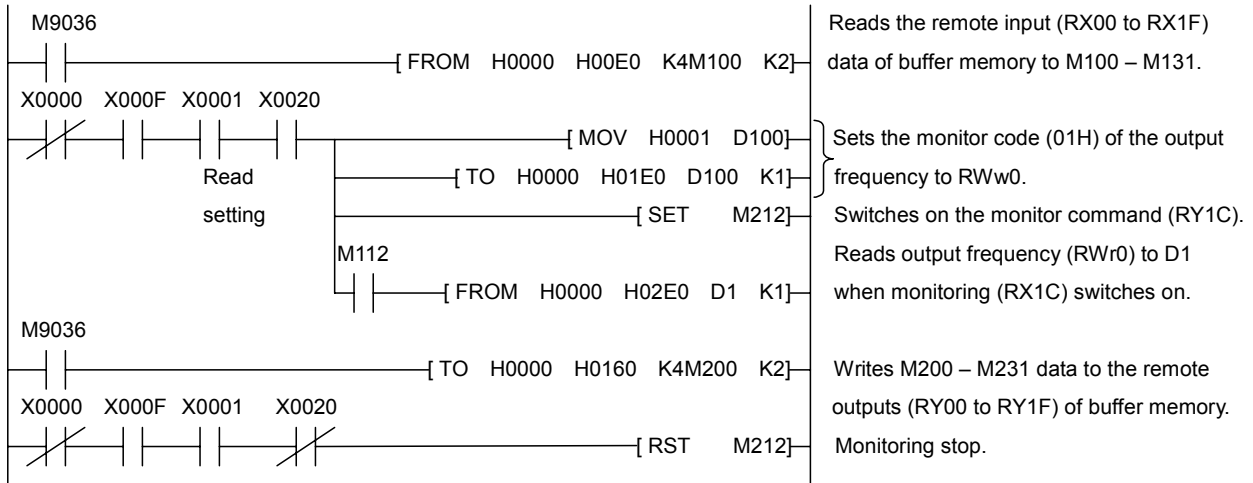 M9036 Reads the remote input (RX00 to RX1F)
[ FROM H0000 H00E0 K4M100 K2] data of buffer memory to M100 – M131.
X0000 X000F X0001 X0020
[ MOV H0001 D100] Sets the monitor code (01H) of the output
Read [ TO H0000 H01E0 D100 K1] frequency to RWw0.
setting [ SET M212] Switches on the monitor command (RY1C).
M112 Reads output frequency (RWr0) to D1
[ FROM H0000 H02E0 D1 K1] when monitoring (RX1C) switches on.
M9036
[ TO H0000 H0160 K4M200 K2] Writes M200 – M231 data to the remote
X0000 X000F X0001 X0020 outputs (RY00 to RY1F) of buffer memory.
[ RST M212] Monitoring stop.